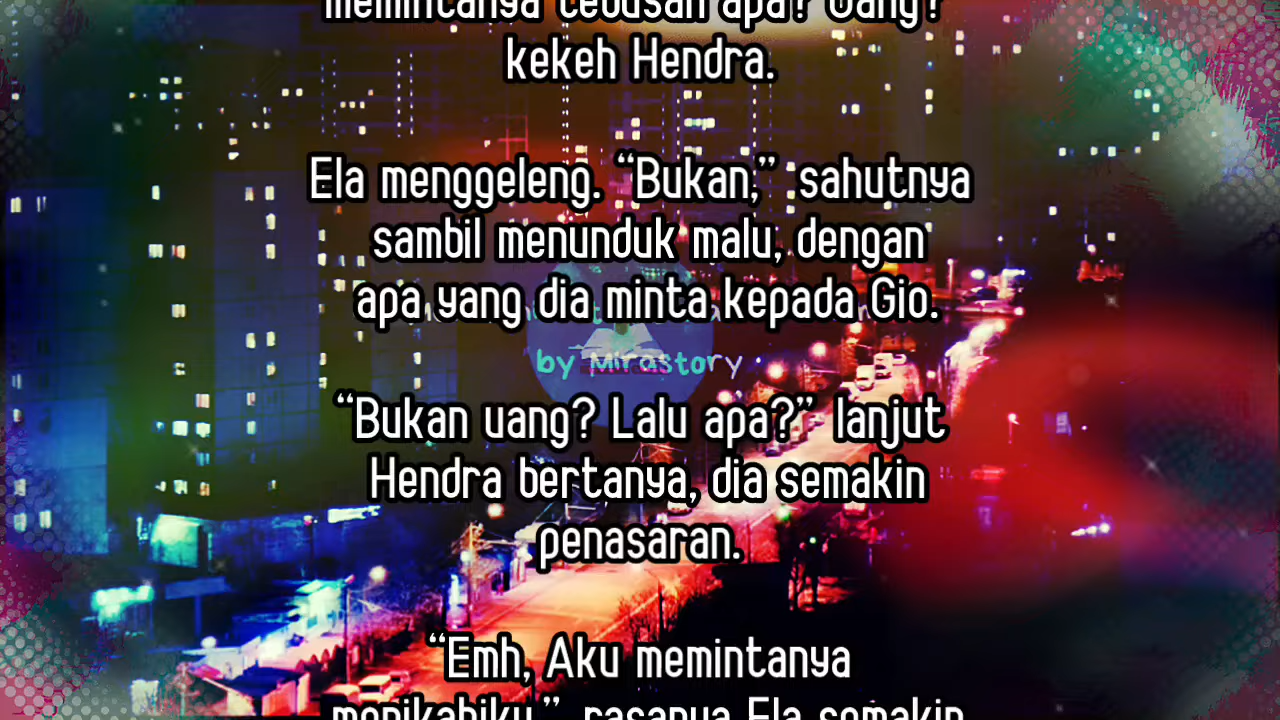 memintanya tebusan apa? Uang?
kekeh Hendra.
Ela menggeleng. “Bukan,” sahutnya
sambil menunduk malu, dengan
apa yang dia minta kepada Gio.
by Mirastory
“Bukan uang? Lalu apa?” lanjut
Hendra bertanya, dia semakin
penasaran.
“Emh, Aku memintanya
menikahiku,” rasanya Ela semakin